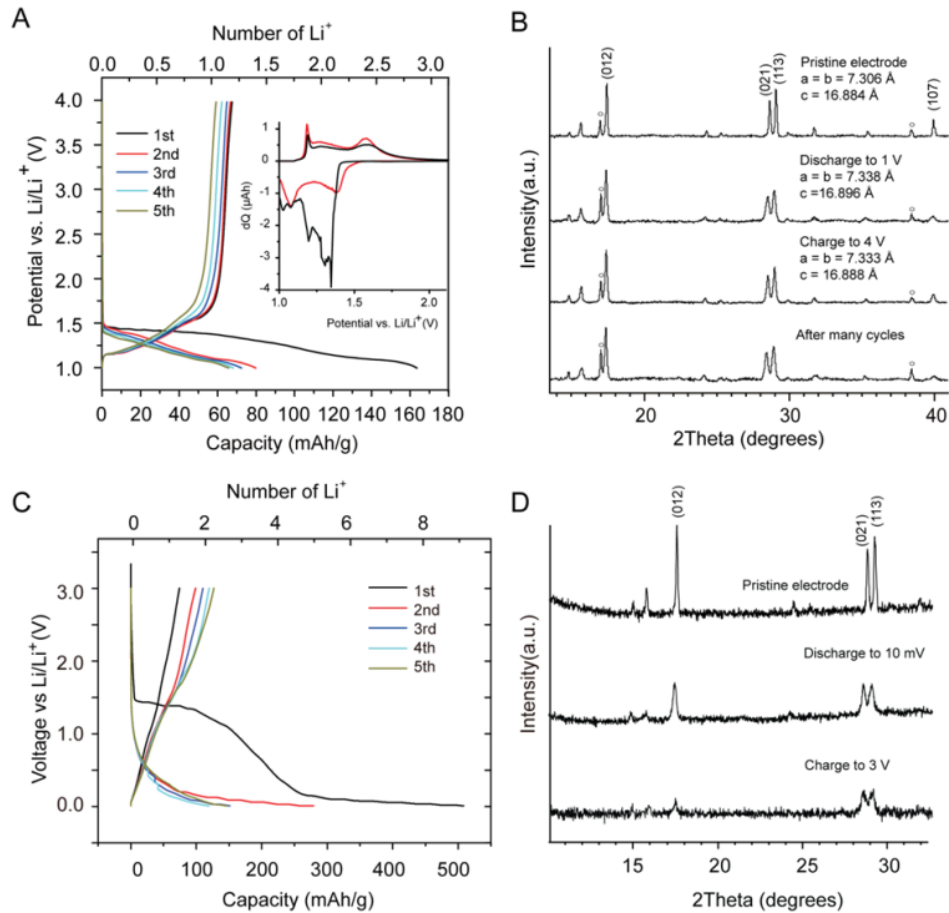 A
Number of Li⁺
0.0 0.5 1.0 1.5 2.0 2.5 3.0
4.0
3.5
3.0
2.5
2.0
1.5
1.0
Potential vs. Li/Li⁺(V)
1st
2nd
3rd
4th
5th
1
0
-1
-2
-3
-4
dQ (µAh)
1.0 1.2 1.4 1.6 1.8 2.0
Potential vs. Li/Li⁺(V)
0 20 40 60 80 100 120 140 160 180
Capacity (mAh/g)
B
Intensity(a.u.)
(012)
(021)
(113)
(107)
Pristine electrode
a = b = 7.306 Å
c = 16.884 Å
Discharge to 1 V
a = b = 7.338 Å
c =16.896 Å
Charge to 4 V
a = b = 7.333 Å
c = 16.888 Å
After many cycles
20 30 40
2Theta (degrees)
C
Number of Li⁺
0 2 4 6 8
3.0
2.0
1.0
0.0
Voltage vs Li/Li⁺(V)
1st
2nd
3rd
4th
5th
0 100 200 300 400 500
Capacity (mAh/g)
D
Intensity(a.u.)
(012)
(021)
(113)
Pristine electrode
Discharge to 10 mV
Charge to 3 V
15 20 25 30
2Theta (degrees)